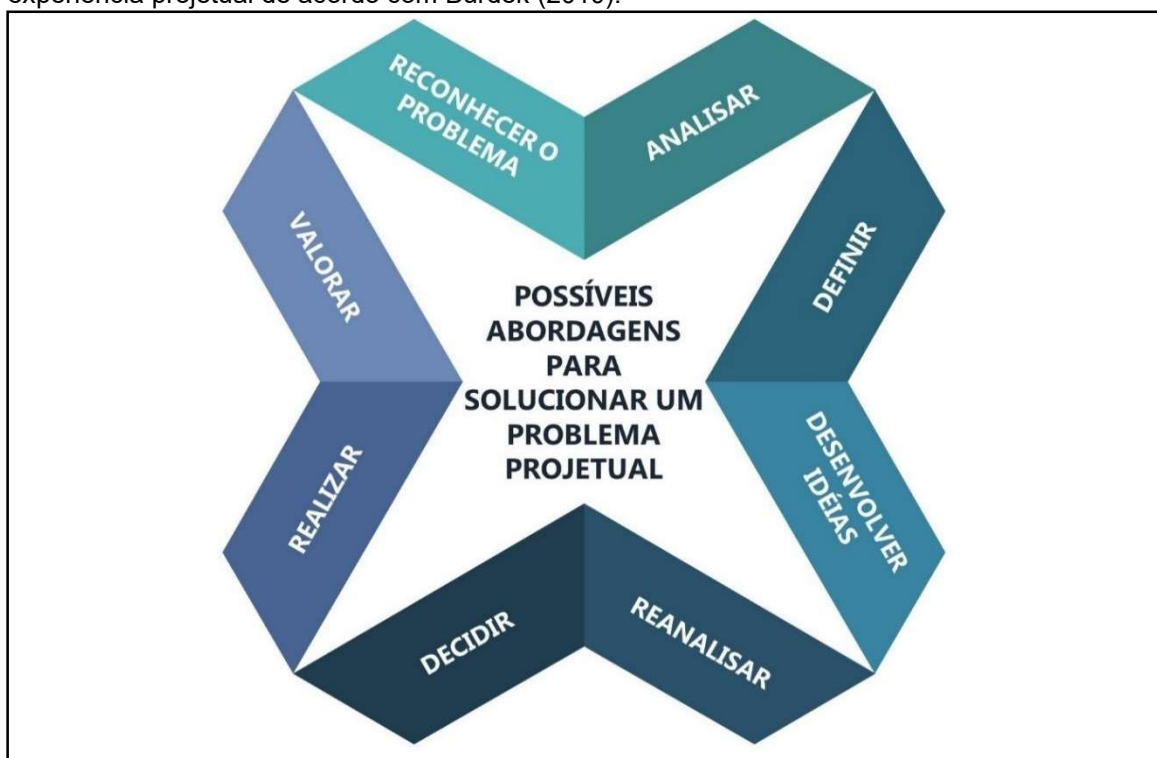 experiência projetual de acordo com Bürdek (2010).
RECONHECER O
PROBLEMA
ANALISAR
DEFINIR
DESENVOLVER
IDÉIAS
REANALISAR
DECIDIR
REALIZAR
VALORAR
POSSÍVEIS
ABORDAGENS
PARA
SOLUCIONAR UM
PROBLEMA
PROJETUAL